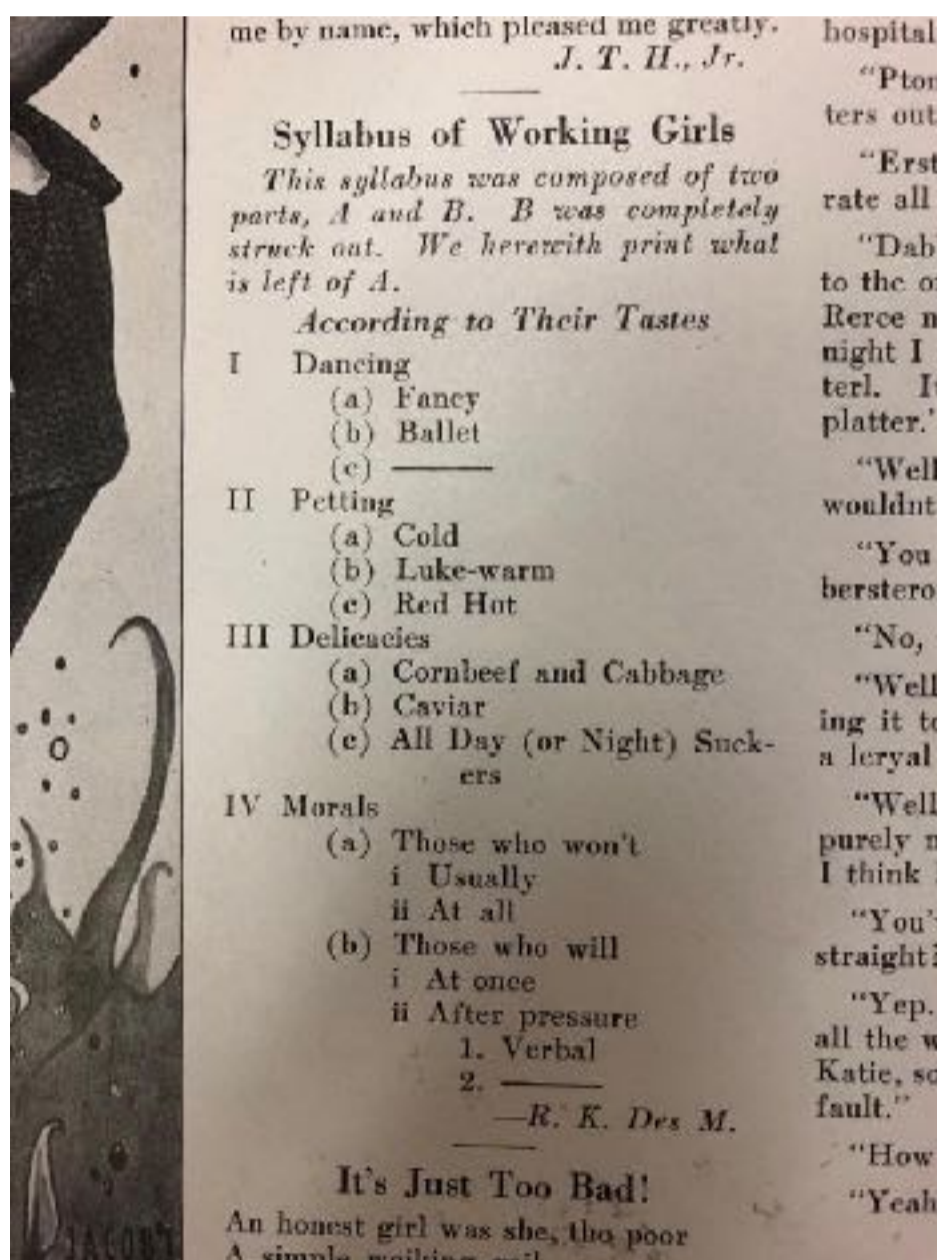 me by name, which pleased me greatly.
J. T. H., Jr.
Syllabus of Working Girls
This syllabus was composed of two
parts, A and B. B was completely
struck out. We herewith print what
is left of A.
According to Their Tastes
I Dancing
(a) Fancy
(b) Ballet
(c) ———
II Petting
(a) Cold
(b) Luke-warm
(c) Red Hot
III Delicacies
(a) Cornbeef and Cabbage
(b) Caviar
(c) All Day (or Night) Suck-
ers
IV Morals
(a) Those who won't
i Usually
ii At all
(b) Those who will
i At once
ii After pressure
1. Verbal
2. ———
—R. K. Des M.
It's Just Too Bad!
An honest girl was she, tho poor
A simple
hospital
"Pton
ters out
"Erst
rate all
"Dab
to the o
Rerce n
night I
terl. I
platter.'
"Well
wouldnt
"You
berstero
"No,
"Well
ing it to
a leryal
"Well
purely n
I think
"You'
straight
"Yep.
all the w
Katie, so
fault."
"How
"Yeah